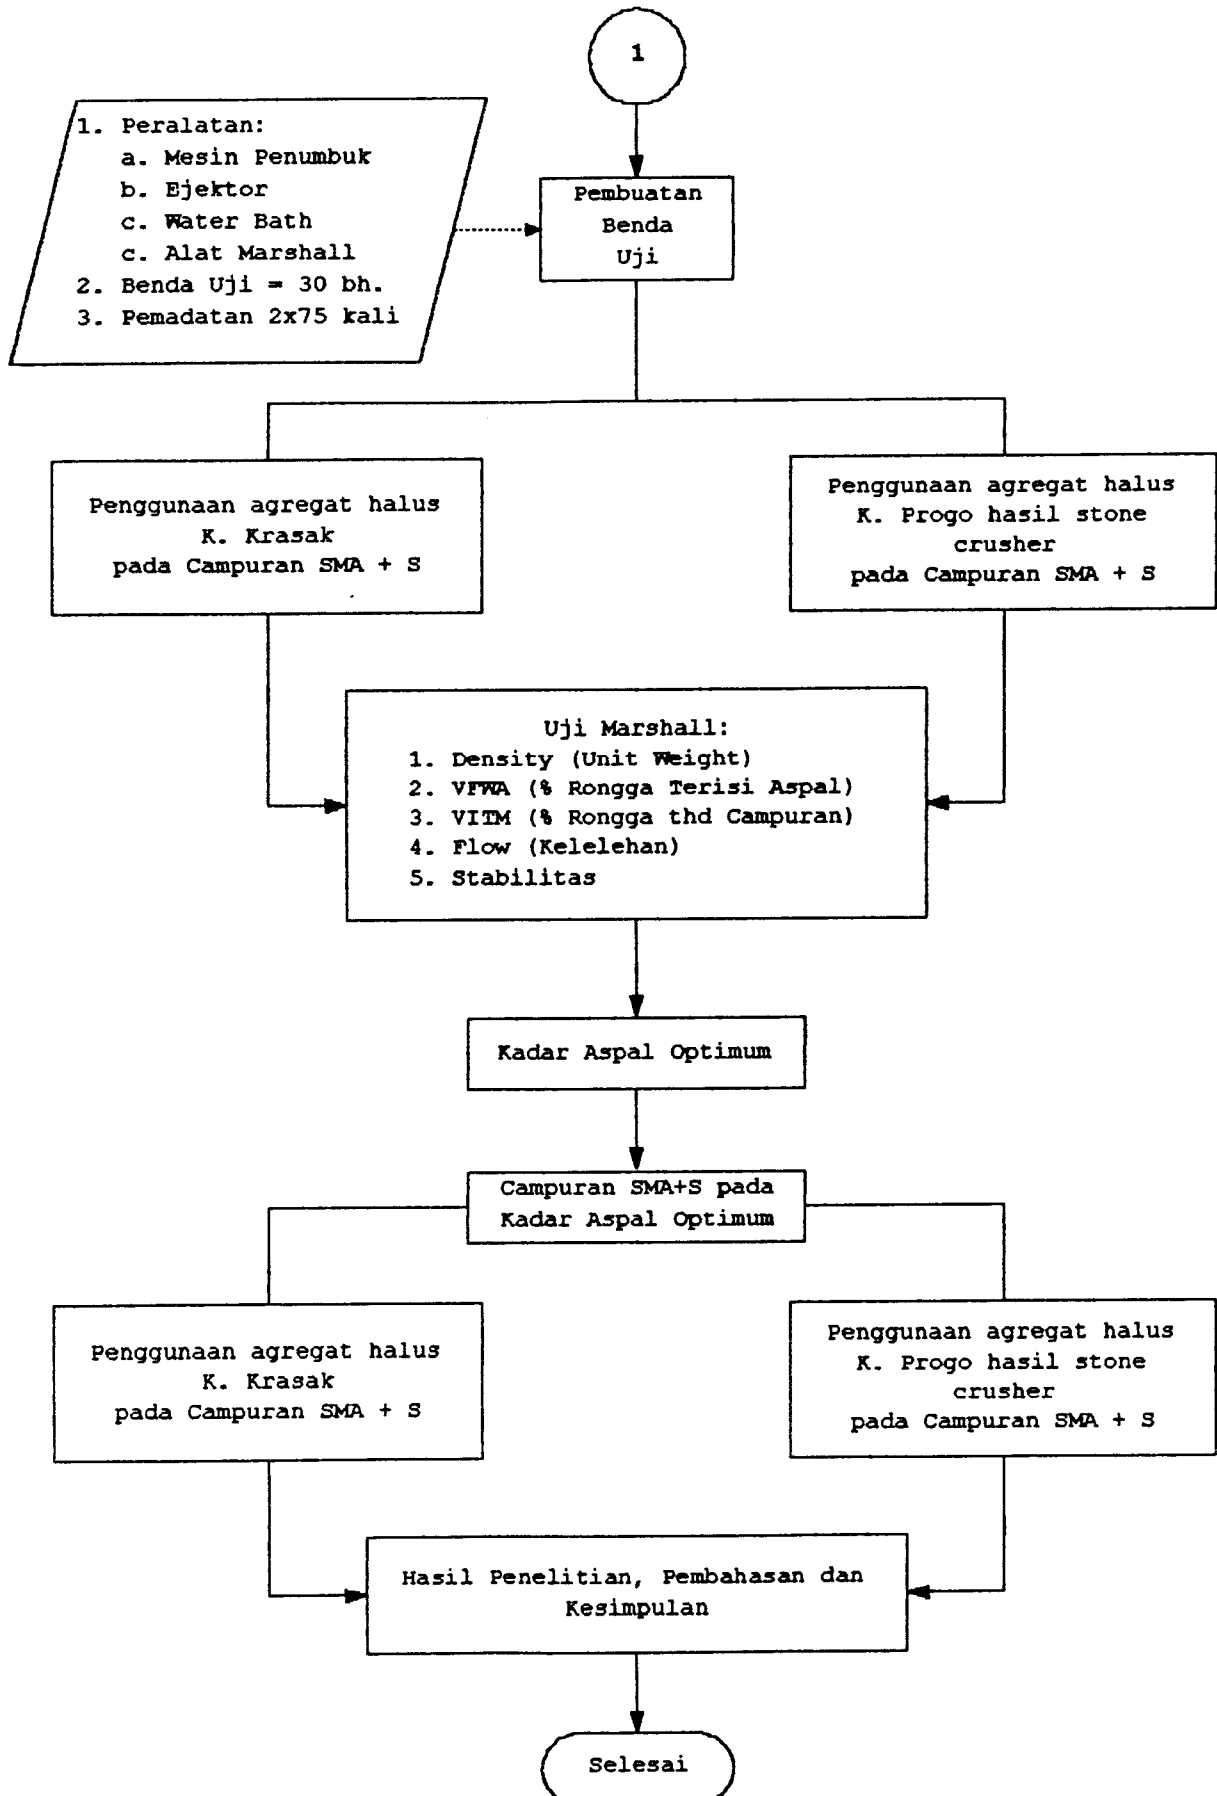 1
1. Peralatan:
a. Mesin Penumbuk
b. Ejektor
c. Water Bath
c. Alat Marshall
2. Benda Uji = 30 bh.
3. Pemadatan 2x75 kali
Pembuatan
Benda
Uji
Penggunaan agregat halus
K. Krasak
pada Campuran SMA + S
Penggunaan agregat halus
K. Progo hasil stone
crusher
pada Campuran SMA + S
Uji Marshall:
1. Density (Unit Weight)
2. VFWA (% Rongga Terisi Aspal)
3. VITM (% Rongga thd Campuran)
4. Flow (Kelelehan)
5. Stabilitas
Kadar Aspal Optimum
Campuran SMA+S pada
Kadar Aspal Optimum
Penggunaan agregat halus
K. Krasak
pada Campuran SMA + S
Penggunaan agregat halus
K. Progo hasil stone
crusher
pada Campuran SMA + S
Hasil Penelitian, Pembahasan dan
Kesimpulan
Selesai